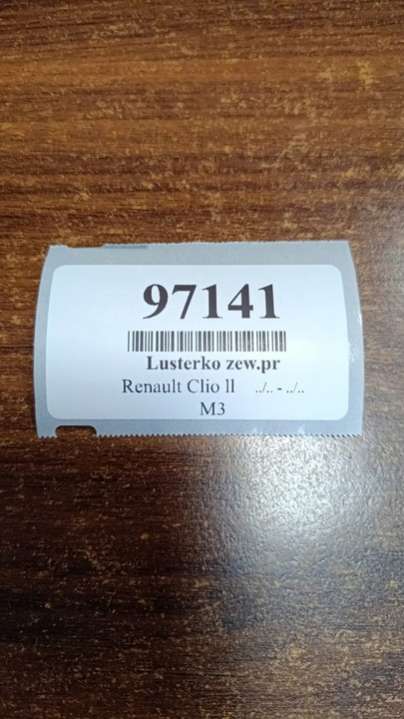 97141
Lusterko zew.pr
Renault Clio II ../.. - ../..
M3